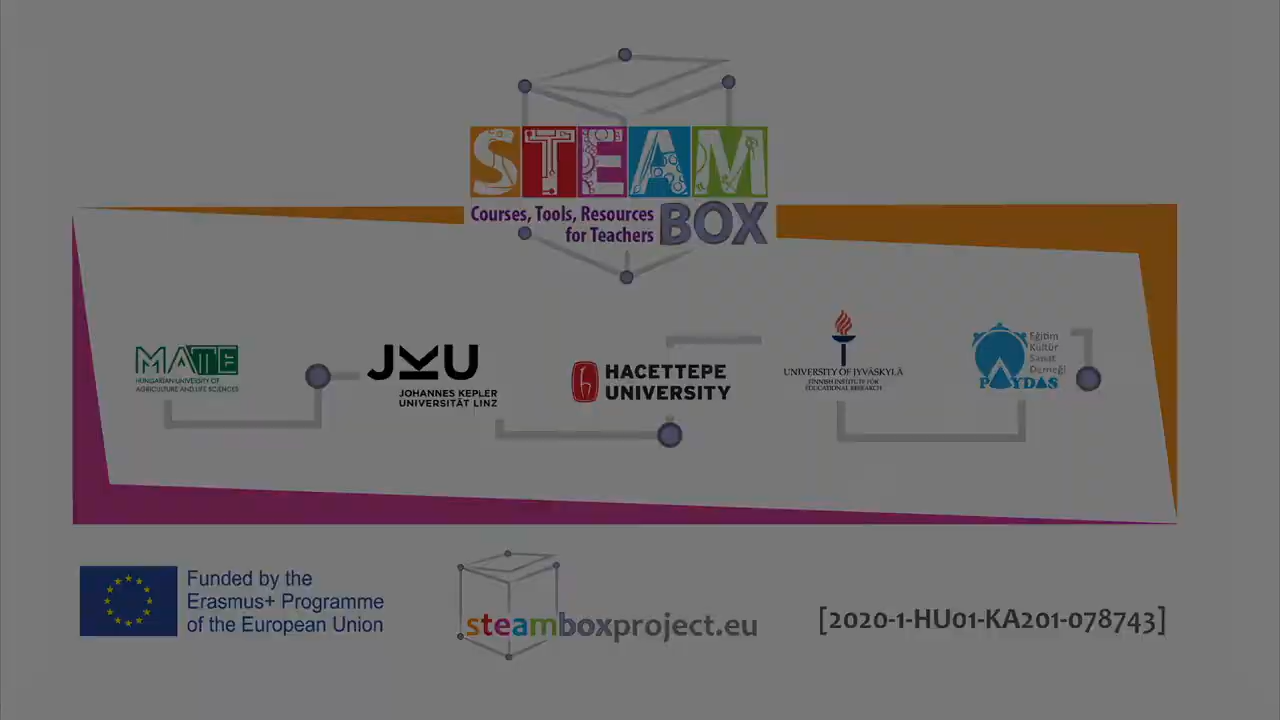 STEAM
Courses, Tools, Resources
for Teachers
BOX
MATE
HUNGARIAN UNIVERSITY OF
AGRICULTURE AND LIFE SCIENCES
JKU
JOHANNES KEPLER
UNIVERSITÄT LINZ
HACETTEPE
UNIVERSITY
UNIVERSITY OF JYVÄSKYLÄ
FINNISH INSTITUTE FOR
EDUCATIONAL RESEARCH
Eğitim
Kültür
Sanat
Derneği
PAYDAŞ
Funded by the
Erasmus+ Programme
of the European Union
steamboxproject.eu
[2020-1-HU01-KA201-078743]